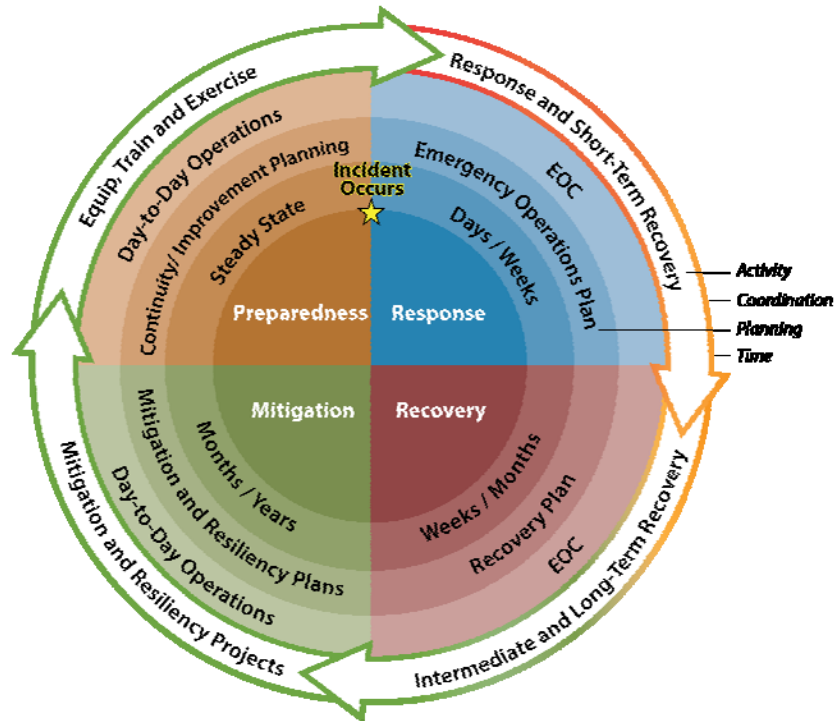 Equip, Train and Exercise
Day-to-Day Operations
Continuity/ Improvement Planning
Steady State
Preparedness
Incident
Occurs
Response and Short-Term Recovery
EOC
Emergency Operations Plan
Days / Weeks
Response
Activity
Coordination
Planning
Time
Mitigation
Months / Years
Mitigation and Resiliency Plans
Day-to-Day Operations
Mitigation and Resiliency Projects
Recovery
Weeks / Months
Recovery Plan
EOC
Intermediate and Long-Term Recovery